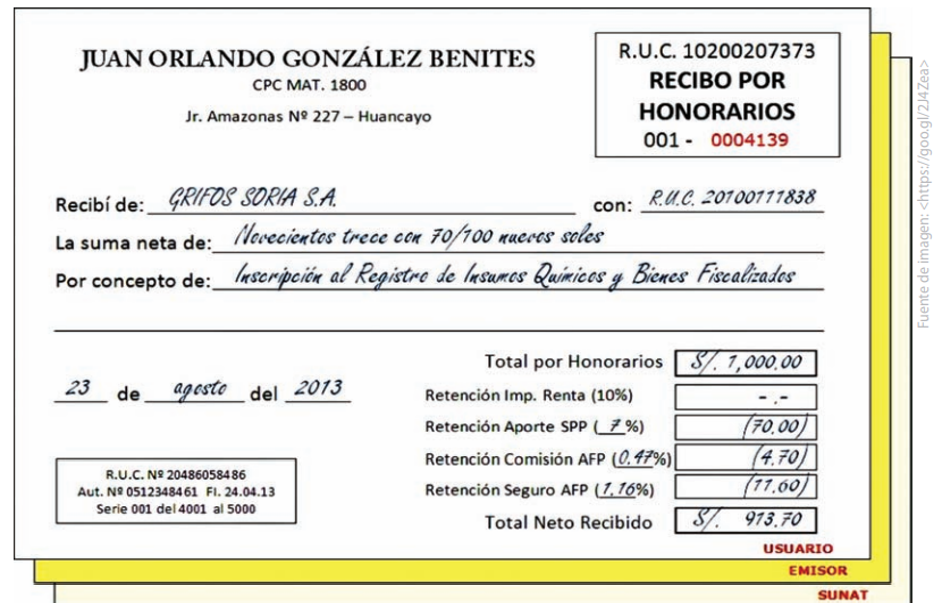 JUAN ORLANDO GONZÁLEZ BENITES
CPC MAT. 1800
Jr. Amazonas Nº 227 – Huancayo
R.U.C. 10200207373
RECIBO POR
HONORARIOS
001 - 0004139
Recibí de: GRIFOS SORIA S.A. con: R.U.C. 20100111838
La suma neta de: Novecientos trece con 70/100 nuevos soles
Por concepto de: Inscripción al Registro de Insumos Químicos y Bienes Fiscalizados
23 de agosto del 2013
Total por Honorarios S/. 1,000.00
Retención Imp. Renta (10%) - . -
Retención Aporte SPP ( 7 %) (70.00)
Retención Comisión AFP (0.47%) (4.70)
Retención Seguro AFP (1.16%) (11.60)
Total Neto Recibido S/. 913.70
R.U.C. Nº 20486058486
Aut. Nº 0512348461 FI. 24.04.13
Serie 001 del 4001 al 5000
USUARIO
EMISOR
SUNAT
Fuente de imagen: <https://goo.gl/2J4Zea>